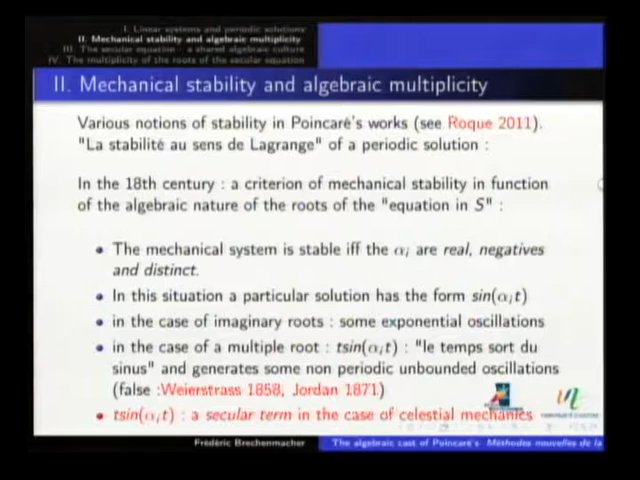 I. Linear systems and periodic solutions
II. Mechanical stability and algebraic multiplicity
III. The secular equation - a shared algebraic culture
IV. The multiplicity of the roots of the secular equation
II. Mechanical stability and algebraic multiplicity
Various notions of stability in Poincaré's works (see Roque 2011).
"La stabilité au sens de Lagrange" of a periodic solution :
In the 18th century : a criterion of mechanical stability in function
of the algebraic nature of the roots of the "equation in S" :
• The mechanical system is stable iff the αᵢ are real, negatives
and distinct.
• In this situation a particular solution has the form sin(αᵢt)
• in the case of imaginary roots : some exponential oscillations
• in the case of a multiple root : tsin(αᵢt) : "le temps sort du
sinus" and generates some non periodic unbounded oscillations
(false :Weierstrass 1858, Jordan 1871)
• tsin(αᵢt) : a secular term in the case of celestial mechanics
Frédéric Brechenmacher
The algebraic cast of Poincaré's Méthodes nouvelles de la